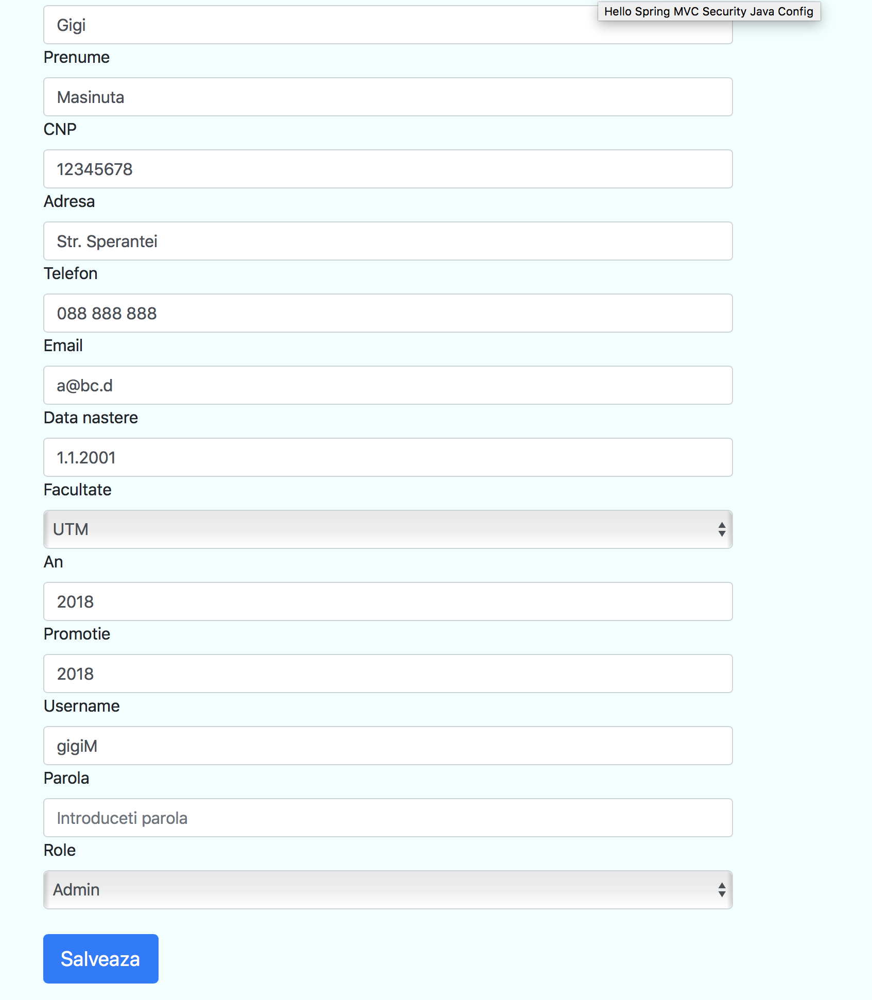 Hello Spring MVC Security Java Config
Gigi
Prenume
Masinuta
CNP
12345678
Adresa
Str. Sperantei
Telefon
088 888 888
Email
a@bc.d
Data nastere
1.1.2001
Facultate
UTM
An
2018
Promotie
2018
Username
gigiM
Parola
Introduceti parola
Role
Admin
Salveaza